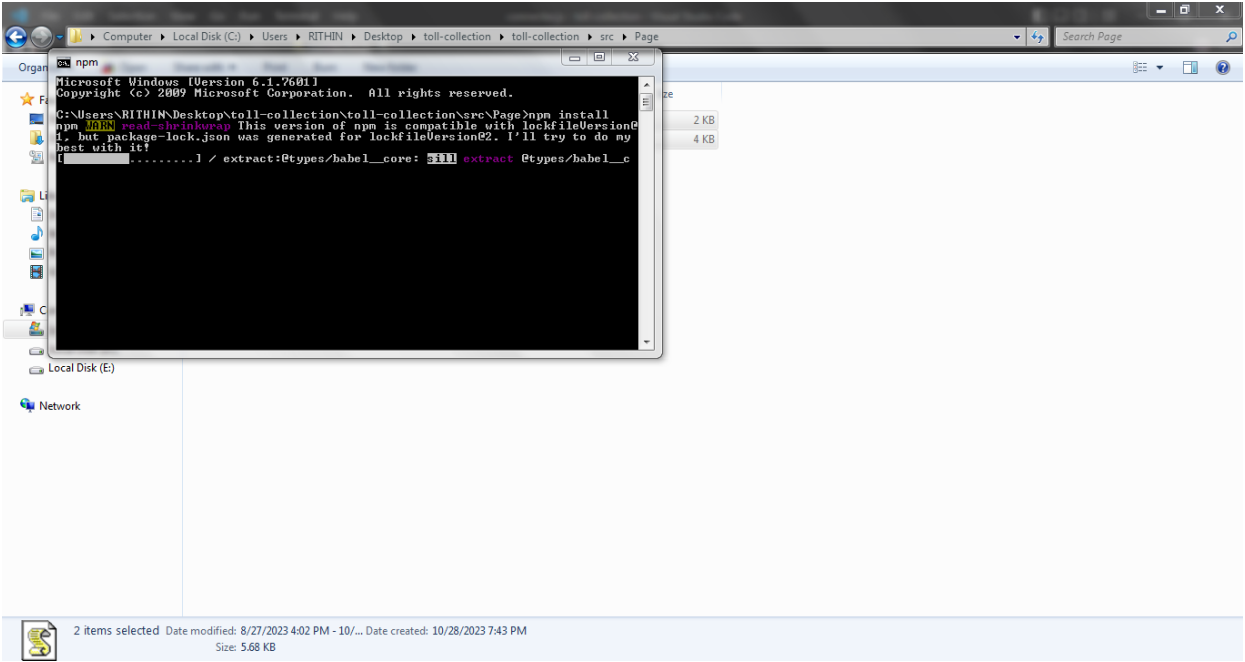 Computer ▸ Local Disk (C:) ▸ Users ▸ RITHIN ▸ Desktop ▸ toll-collection ▸ toll-collection ▸ src ▸ Page
Search Page
Organ
npm
Microsoft Windows [Version 6.1.7601]
Copyright (c) 2009 Microsoft Corporation.  All rights reserved.
C:\Users\RITHIN\Desktop\toll-collection\toll-collection\src\Page>npm install
npm WARN read-shrinkwrap This version of npm is compatible with lockfileVersion@
1, but package-lock.json was generated for lockfileVersion@2. I'll try to do my
best with it!
[.........] / extract:@types/babel__core: sill extract @types/babel__c
ze
2 KB
4 KB
Fa
Li
C
Local Disk (E:)
Network
2 items selected Date modified: 8/27/2023 4:02 PM - 10/... Date created: 10/28/2023 7:43 PM
Size: 5.68 KB